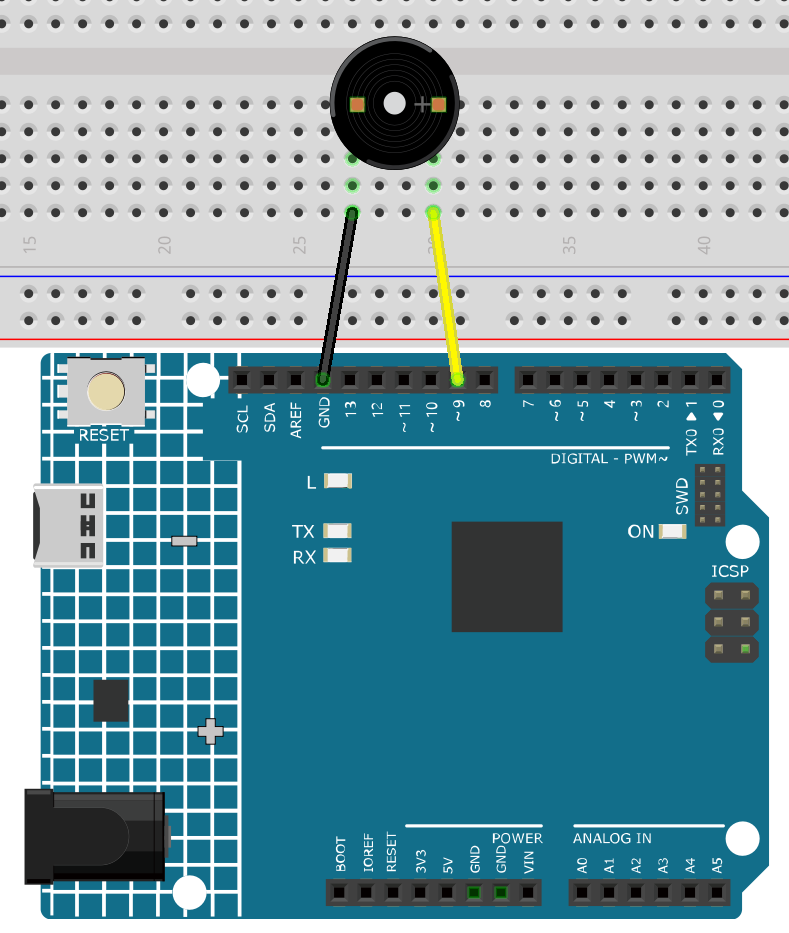 15 20 25 30 35 40
SCL SDA AREF GND 13 12 ~11 ~10 ~9 8 7 ~6 ~5 4 ~3 2 TX0▶1 RX0◀0
RESET
DIGITAL - PWM~
L
SWD
TX
ON
RX
ICSP
POWER
ANALOG IN
BOOT IOREF RESET 3V3 5V GND GND VIN A0 A1 A2 A3 A4 A5